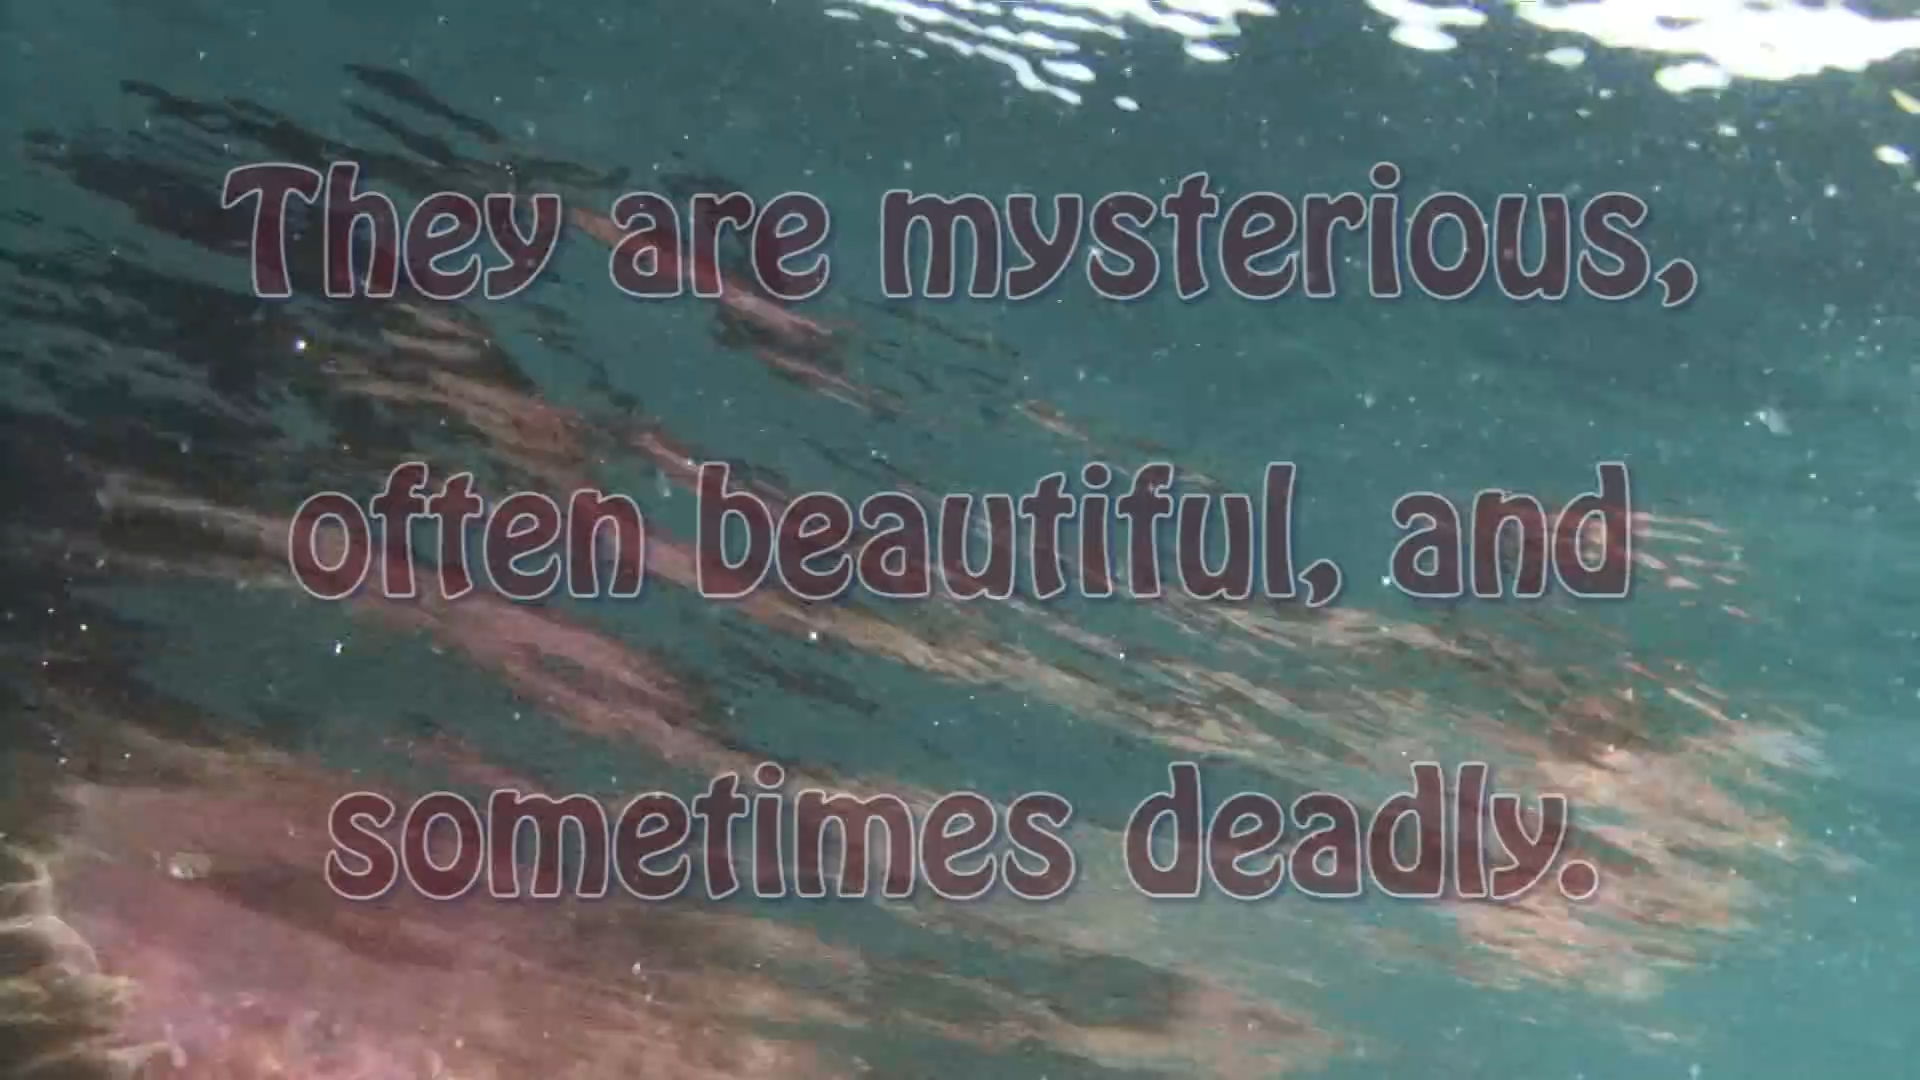 They are mysterious,
often beautiful, and
sometimes deadly.